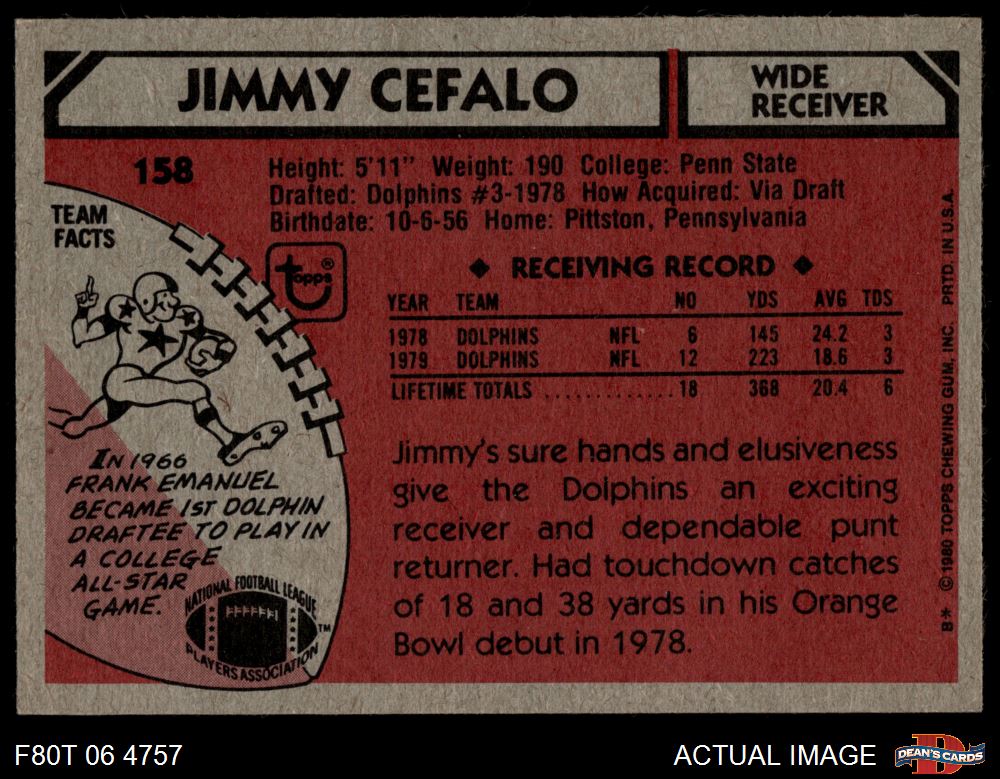 JIMMY CEFALO
WIDE
RECEIVER
158
Height: 5'11" Weight: 190 College: Penn State
Drafted: Dolphins #3-1978 How Acquired: Via Draft
Birthdate: 10-6-56 Home: Pittston, Pennsylvania
TEAM
FACTS
topps®
◆ RECEIVING RECORD ◆
YEAR TEAM NO YDS AVG TDS
1978 DOLPHINS NFL 6 145 24.2 3
1979 DOLPHINS NFL 12 223 18.6 3
LIFETIME TOTALS ............. 18 368 20.4 6
IN 1966
FRANK EMANUEL
BECAME 1ST DOLPHIN
DRAFTEE TO PLAY IN
A COLLEGE
ALL-STAR
GAME.
NATIONAL FOOTBALL LEAGUE
PLAYERS ASSOCIATION
TM
Jimmy's sure hands and elusiveness
give the Dolphins an exciting
receiver and dependable punt
returner. Had touchdown catches
of 18 and 38 yards in his Orange
Bowl debut in 1978.
B* © 1980 TOPPS CHEWING GUM, INC. PRTD. IN U.S.A.
F80T 06 4757
ACTUAL IMAGE
D
DEAN'S CARDS